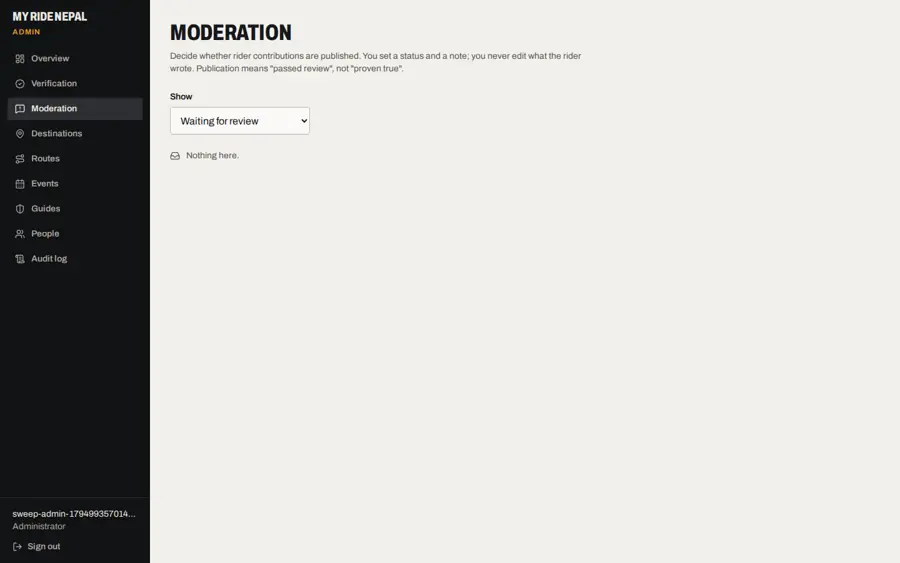 MY RIDE NEPAL
ADMIN
Overview
Verification
Moderation
Destinations
Routes
Events
Guides
People
Audit log
sweep-admin-179499357014...
Administrator
Sign out
MODERATION
Decide whether rider contributions are published. You set a status and a note; you never edit what the rider
wrote. Publication means "passed review", not "proven true".
Show
Waiting for review
Nothing here.